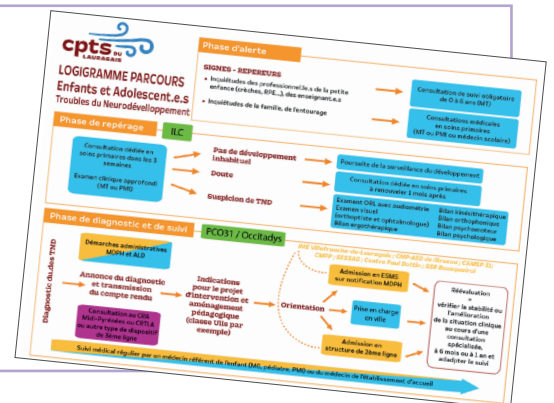 cpts DU
LAURAGAIS
LOGIGRAMME PARCOURS
Enfants et Adolescent.e.s
Troubles du Neurodéveloppement
Phase d'alerte
SIGNES - REPEREURS
• Inquiétudes des professionnel.le.s de la petite
enfance (crèches, RPE...), des enseignant.e.s
• Inquiétudes de la famille, de l'entourage
Consultation de suivi obligatoire
de 0 à 6 ans (MT)
Consultations médicales
en soins primaires
(MT ou PMI ou médecin scolaire)
Phase de repérage
ILC
Consultation dédiée en
soins primaires dans les 3
semaines
Examen clinique approfondi
(MT ou PMI)
Pas de développement
inhabituel
Doute
Suspicion de TND
Poursuite de la surveillance du développement
Consultation dédiée en soins primaires
à renouveler 1 mois après
Examen ORL avec audiométrie
Examen visuel
(orthoptiste et ophtalmologue)
Bilan ergothérapique
Bilan kinésithérapique
Bilan orthophonique
Bilan psychomoteur
Bilan psychologique
Phase de diagnostic et de suivi
PCO31 / Occitadys
Diagnostic du.des TND
Démarches administratives
MDPH et ALD
Annonce du diagnostic
et transmission
du compte rendu
Consultation au CRA
Midi-Pyrénées ou CRTLA
ou autre type de dispositif
de 3ème ligne
Indications
pour le projet
d'intervention et
aménagement
pédagogique
(classe Ulis par
exemple)
Orientation
Admission en ESMS
sur notification MDPH
Prise en charge
en ville
Admission en
structure de 2ème ligne
Réévaluation
=
vérifier la stabilité ou
l'amélioration
de la situation clinique
au cours d'une
consultation
spécialisée,
à 6 mois ou à 1 an et
adadjter le suivi
Suivi médical régulier par un médecin référent de l'enfant (MG, pédiatre, PMI) ou du médecin de l'établissement d'accueil